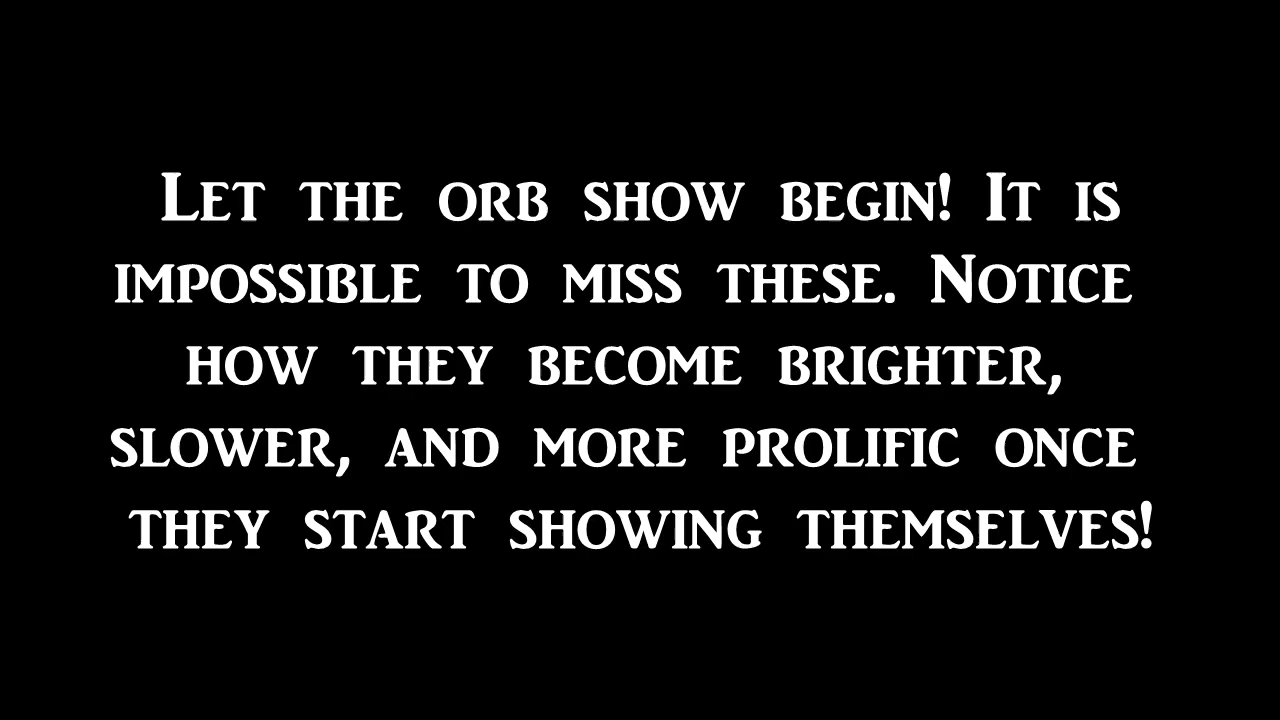 Let the orb show begin! It is
impossible to miss these. Notice
how they become brighter,
slower, and more prolific once
they start showing themselves!